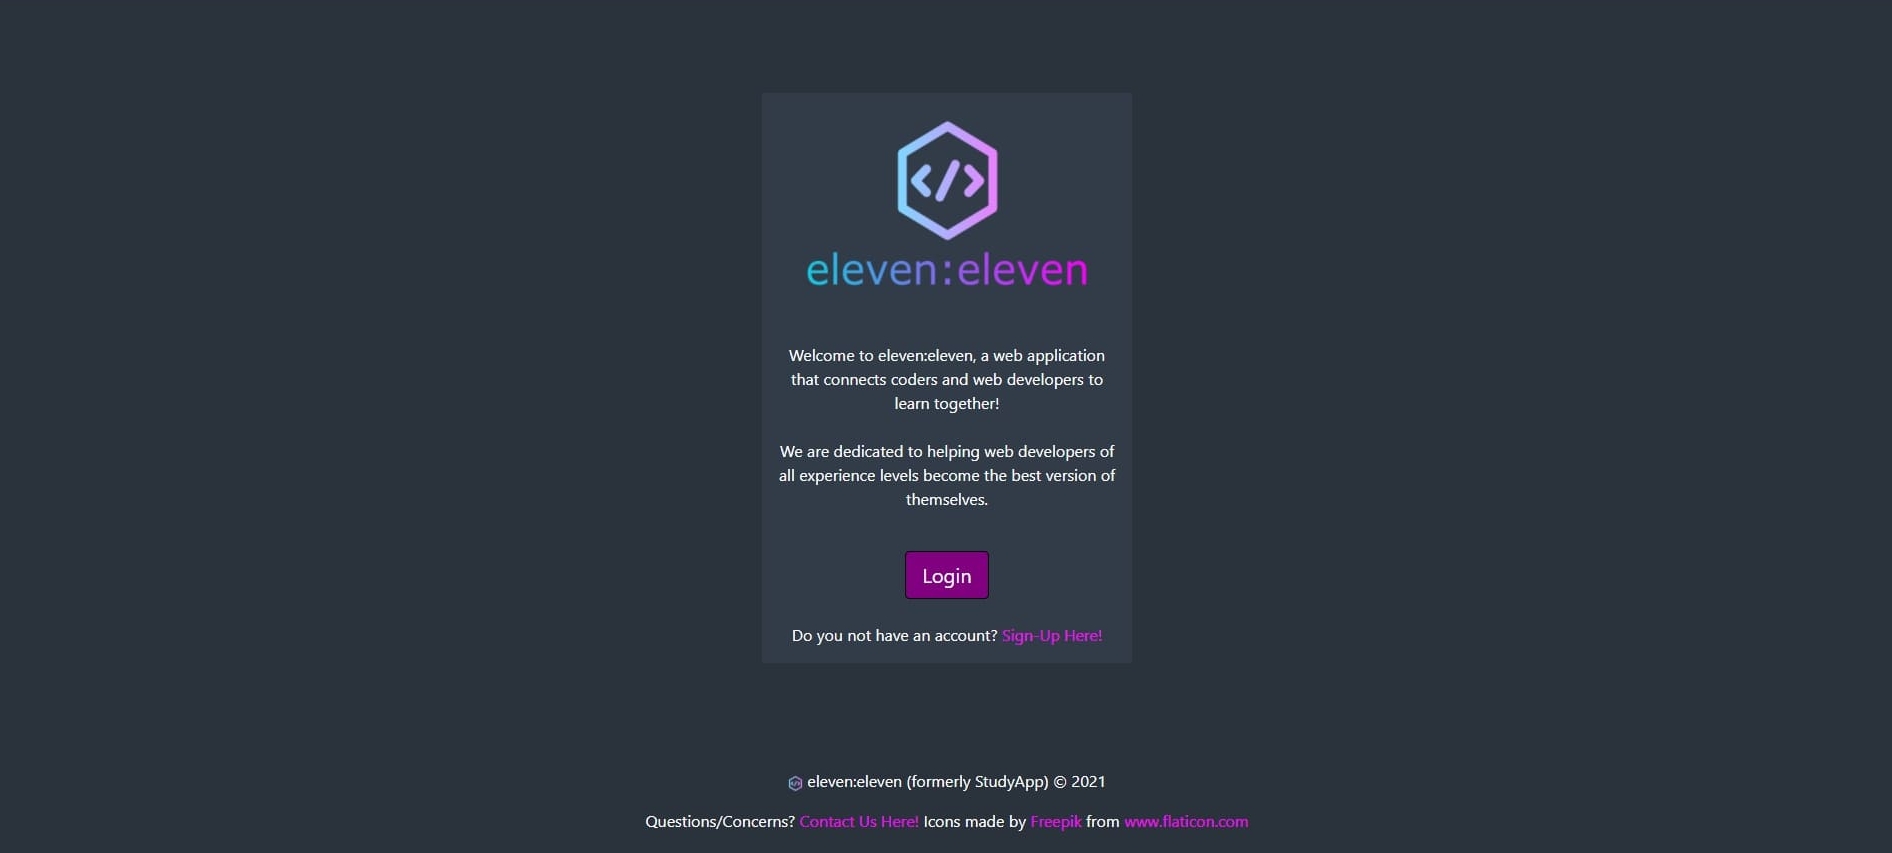 </>
eleven:eleven
Welcome to eleven:eleven, a web application
that connects coders and web developers to
learn together!
We are dedicated to helping web developers of
all experience levels become the best version of
themselves.
Login
Do you not have an account? Sign-Up Here!
eleven:eleven (formerly StudyApp) © 2021
Questions/Concerns? Contact Us Here! Icons made by Freepik from www.flaticon.com